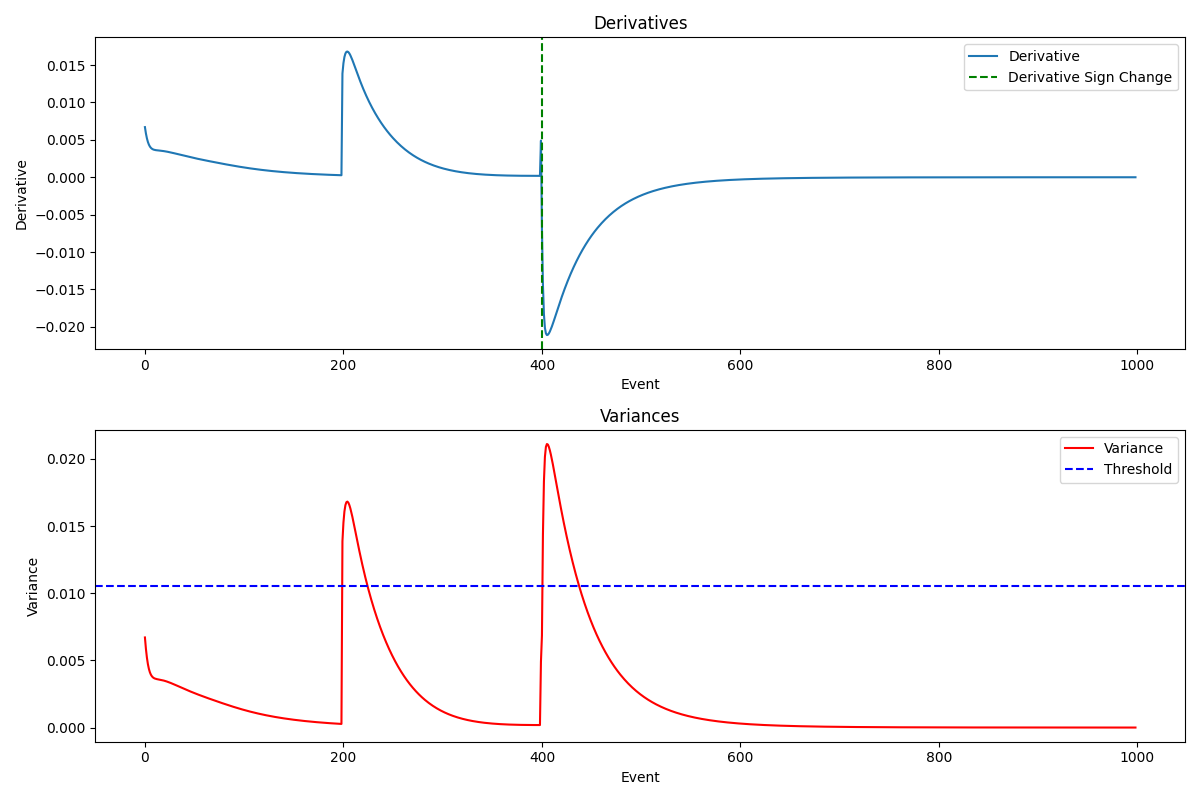 Derivatives
Derivative
Derivative Sign Change
0.015
0.010
0.005
0.000
−0.005
−0.010
−0.015
−0.020
Derivative
0 200 400 600 800 1000
Event
Variances
Variance
Threshold
0.020
0.015
0.010
0.005
0.000
Variance
0 200 400 600 800 1000
Event